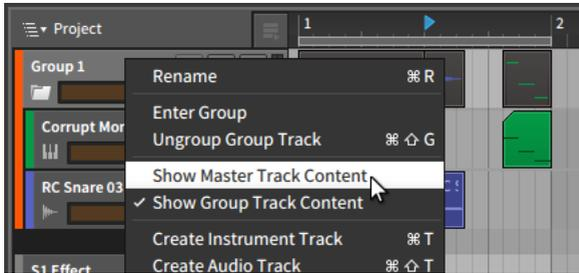 Project
1
2
Group 1
Rename ⌘R
Enter Group
Corrupt Mor
Ungroup Group Track ⌘⇧G
Show Master Track Content
RC Snare 03
✓ Show Group Track Content
Create Instrument Track ⌘T
S1 Effect
Create Audio Track ⌘⇧T